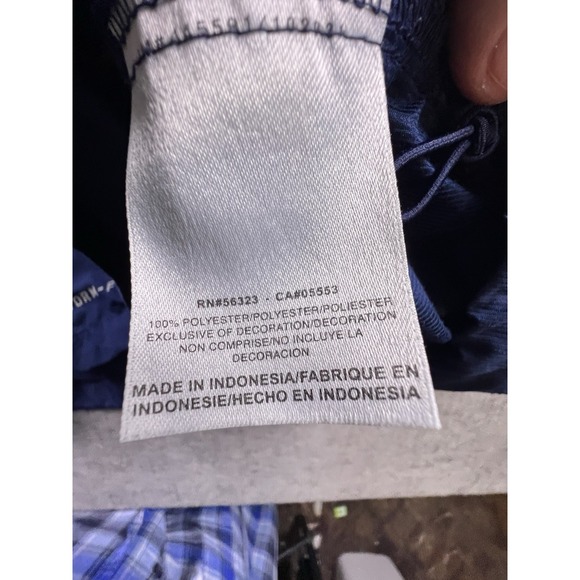 RN#56323 - CA#05553
100% POLYESTER/POLYESTER/POLIESTER
EXCLUSIVE OF DECORATION/DECORATION
NON COMPRISE/NO INCLUYE LA
DECORACION
MADE IN INDONESIA/FABRIQUE EN
INDONESIE/HECHO EN INDONESIA